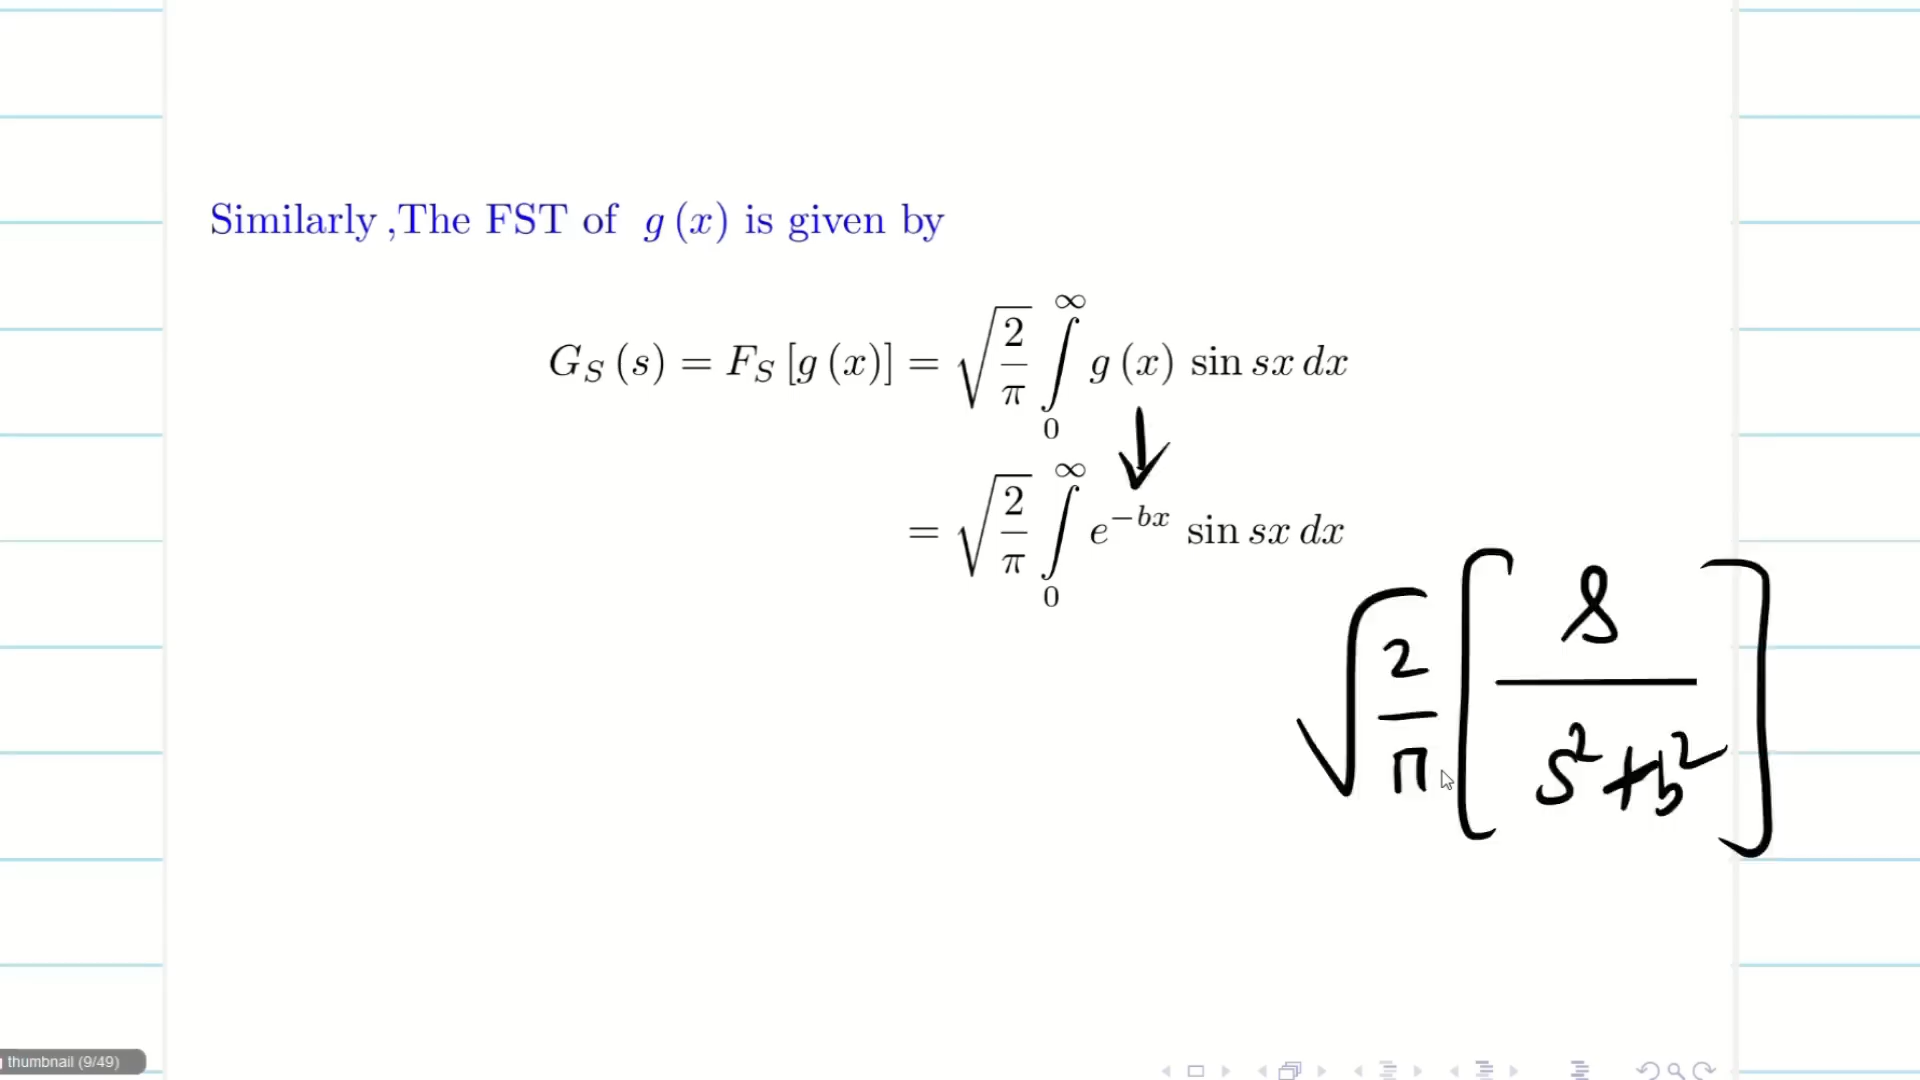 Similarly ,The FST of g (x) is given by
G_S (s) = F_S [g (x)] = √(2/π) ∫_0^∞ g (x) sin sx dx
= √(2/π) ∫_0^∞ e^{-bx} sin sx dx
√(2/π) [s/(s²+b²)]
thumbnail (9/49)